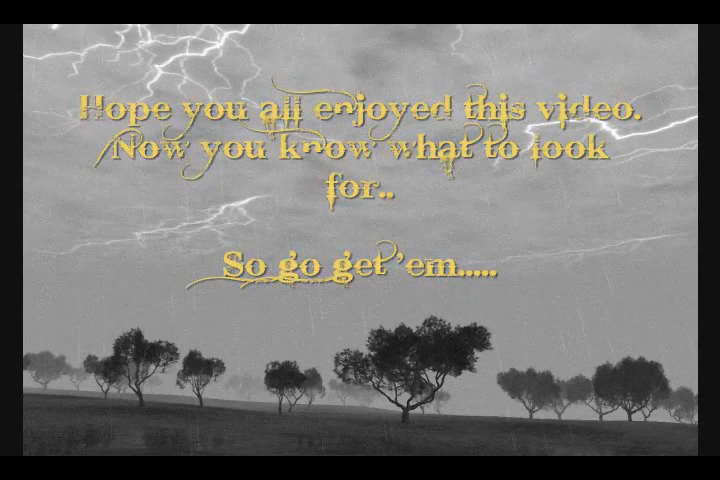 Hope you all enjoyed this video.
Now you know what to look
for..
So go get 'em.....